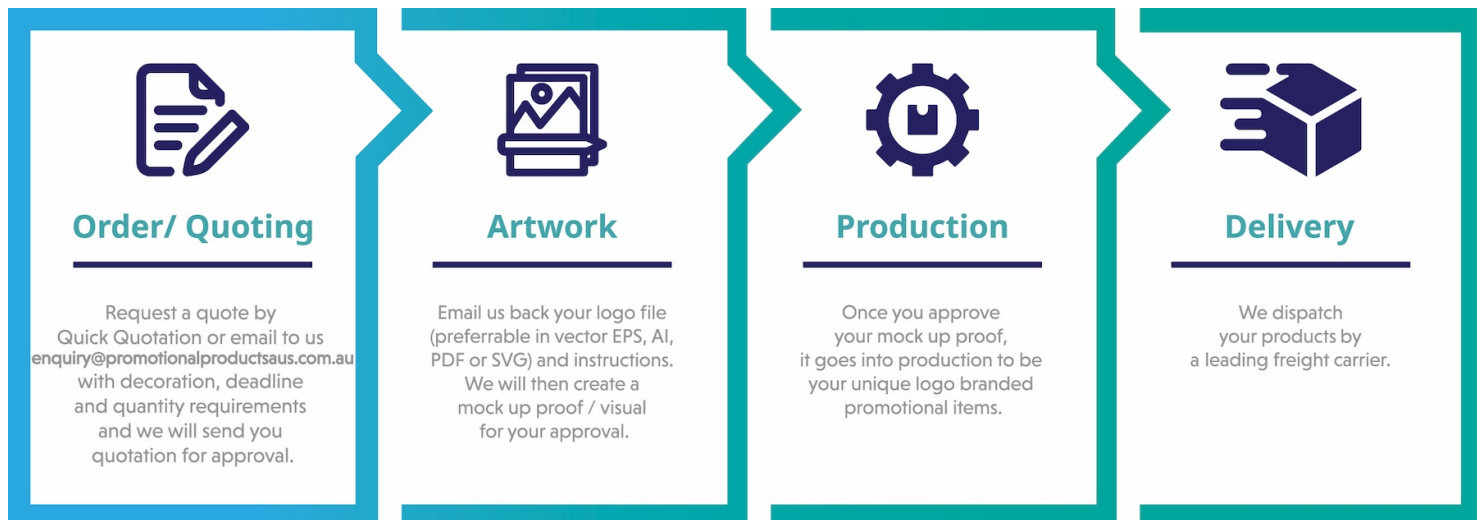 Order/ Quoting
Request a quote by
Quick Quotation or email to us
enquiry@promotionalproductsaus.com.au
with decoration, deadline
and quantity requirements
and we will send you
quotation for approval.
Artwork
Email us back your logo file
(preferrable in vector EPS, AI,
PDF or SVG) and instructions.
We will then create a
mock up proof / visual
for your approval.
Production
Once you approve
your mock up proof,
it goes into production to be
your unique logo branded
promotional items.
Delivery
We dispatch
your products by
a leading freight carrier.